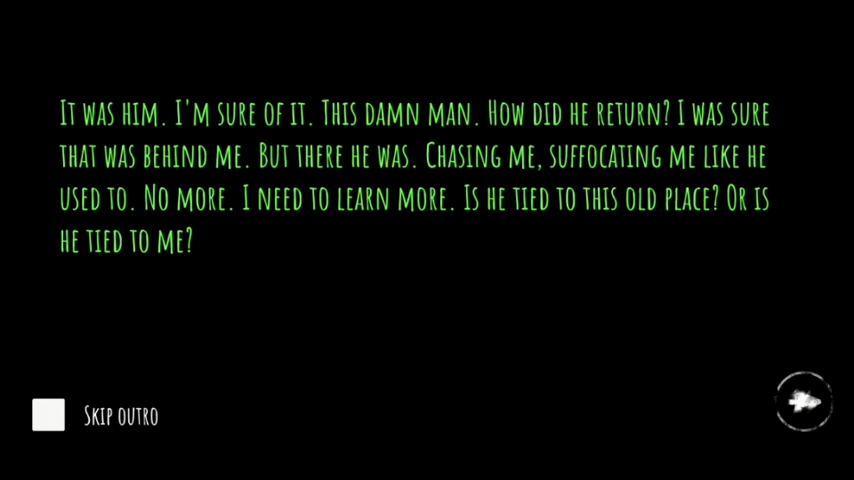 It was him. I'm sure of it. This damn man. How did he return? I was sure
that was behind me. But there he was. Chasing me, suffocating me like he
used to. No more. I need to learn more. Is he tied to this old place? Or is
he tied to me?
Skip outro